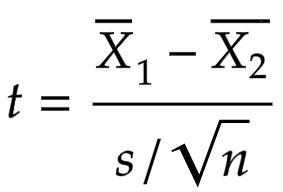 t = (X̅₁ − X̅₂) / (s/√n)